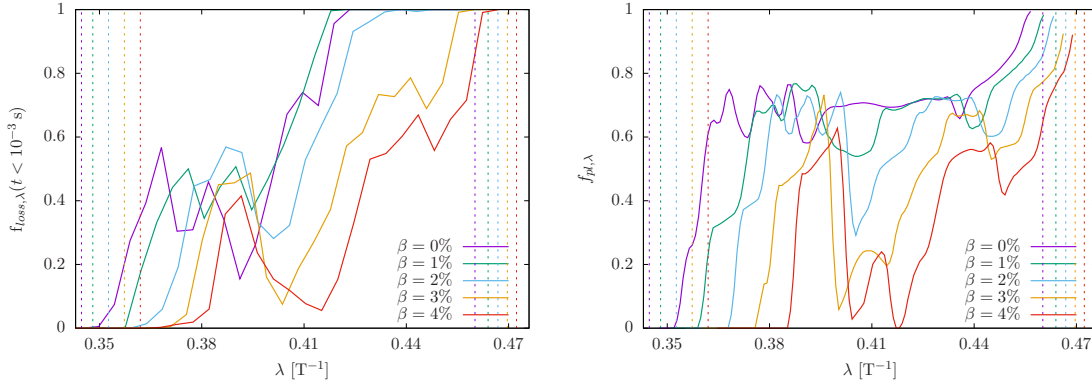 f_{loss,λ}(t < 10^{-3} s)
1
0.8
0.6
0.4
0.2
0
0.35
0.38
0.41
0.44
0.47
λ [T^{-1}]
β = 0%
β = 1%
β = 2%
β = 3%
β = 4%
f_{pl,λ}
1
0.8
0.6
0.4
0.2
0
0.35
0.38
0.41
0.44
0.47
λ [T^{-1}]
β = 0%
β = 1%
β = 2%
β = 3%
β = 4%